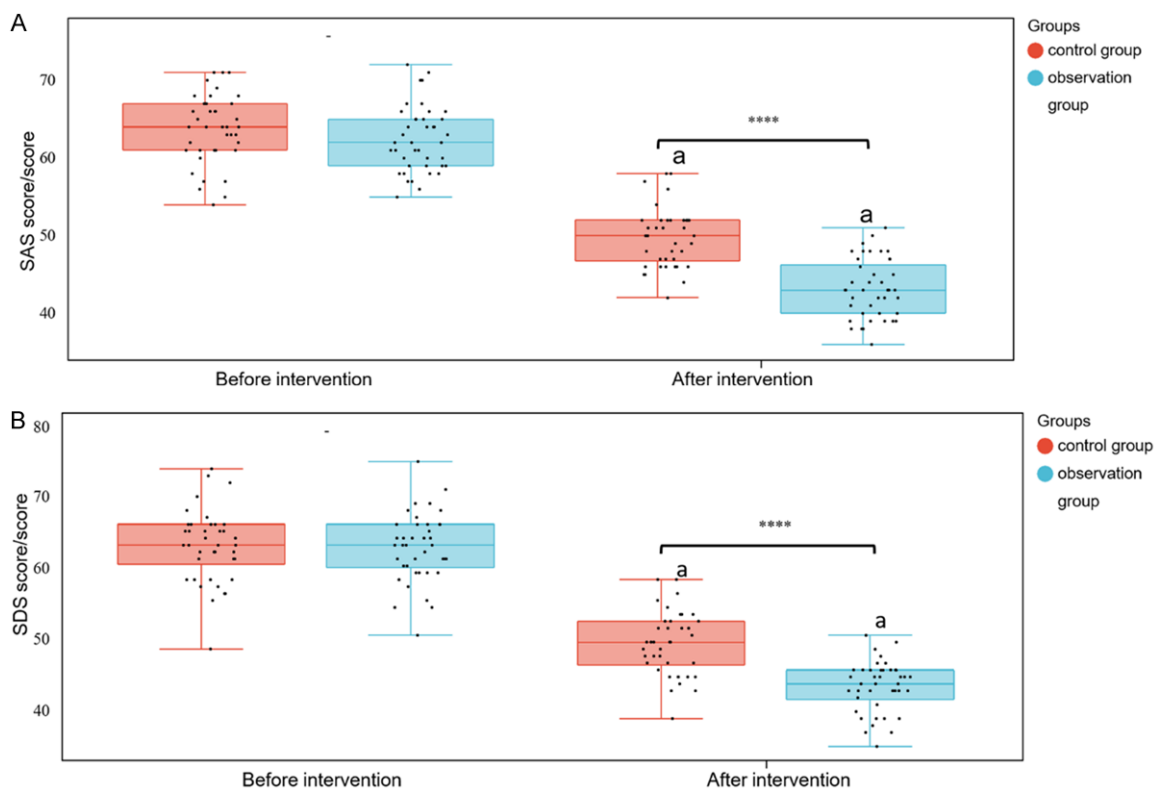 A
Groups
control group
observation
group
SAS score/score
70
60
50
40
-
****
a
a
Before intervention
After intervention
B
Groups
control group
observation
group
SDS score/score
80
70
60
50
40
-
****
a
a
Before intervention
After intervention